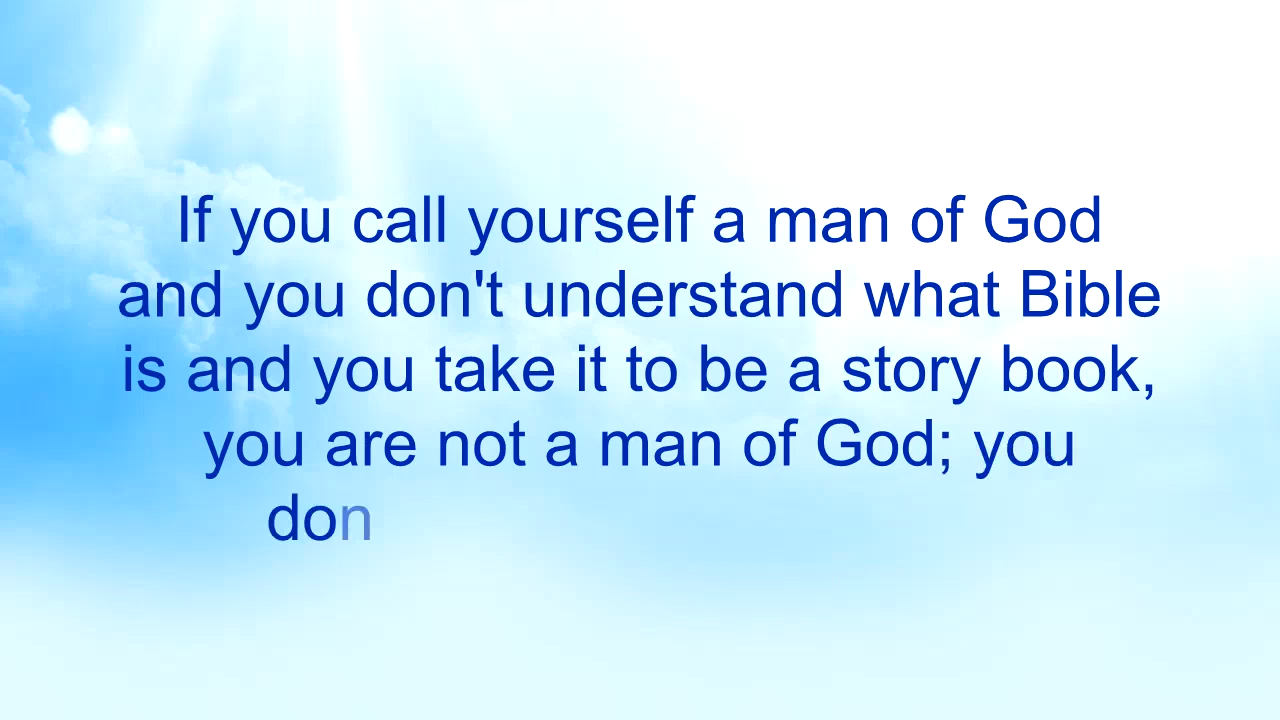 If you call yourself a man of God
and you don't understand what Bible
is and you take it to be a story book,
you are not a man of God; you
don